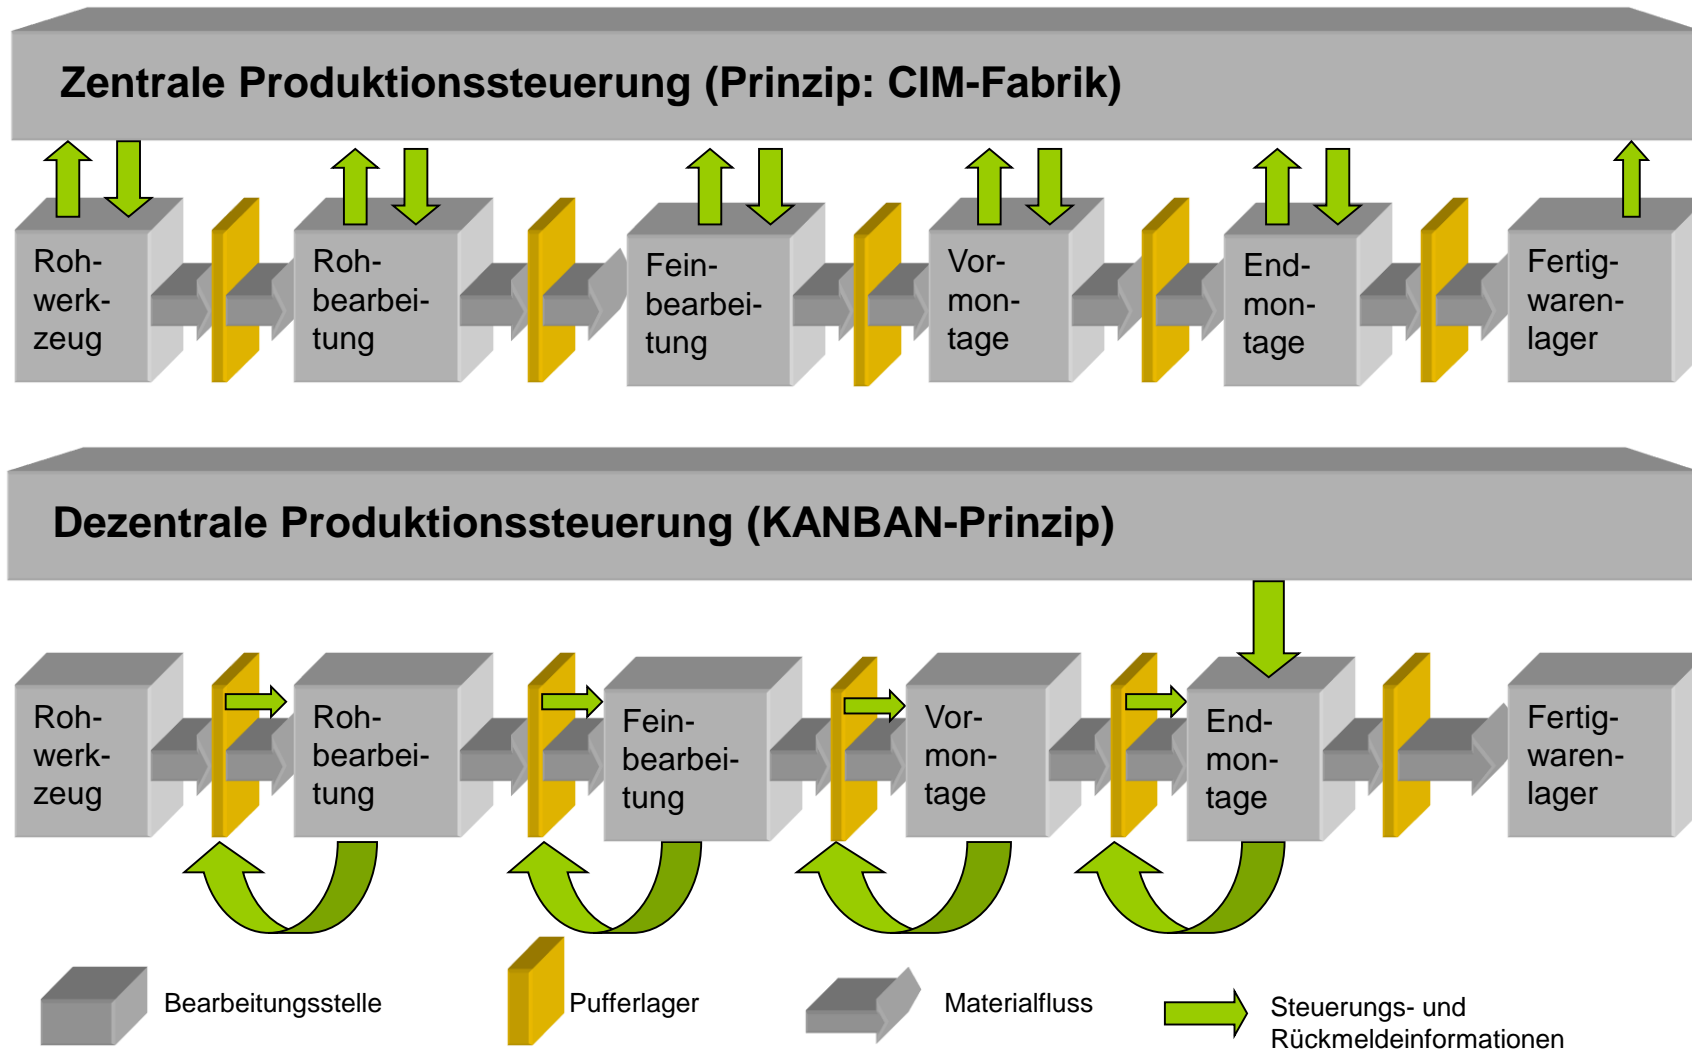 Zentrale Produktionssteuerung (Prinzip: CIM-Fabrik)
Roh-
werk-
zeug
Roh-
bearbei-
tung
Fein-
bearbei-
tung
Vor-
mon-
tage
End-
mon-
tage
Fertig-
waren-
lager
Dezentrale Produktionssteuerung (KANBAN-Prinzip)
Roh-
werk-
zeug
Roh-
bearbei-
tung
Fein-
bearbei-
tung
Vor-
mon-
tage
End-
mon-
tage
Fertig-
waren-
lager
Bearbeitungsstelle
Pufferlager
Materialfluss
Steuerungs- und
Rückmeldeinformationen